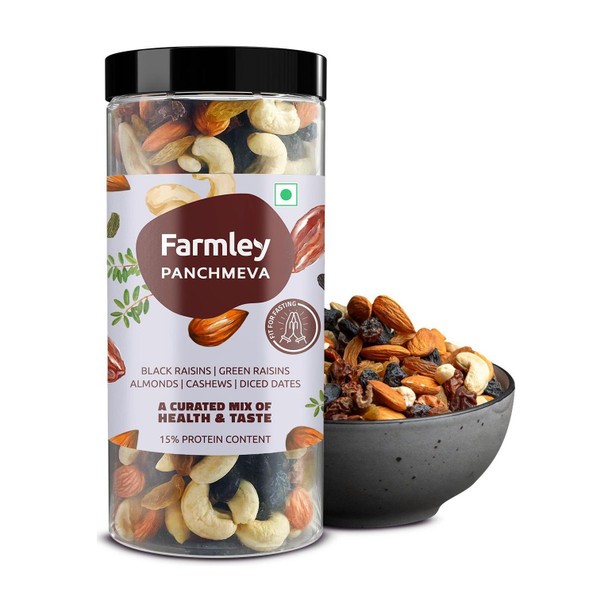 Farmley
PANCHMEVA
FIT FOR FASTING
BLACK RAISINS | GREEN RAISINS
ALMONDS | CASHEWS | DICED DATES
A CURATED MIX OF
HEALTH & TASTE
15% PROTEIN CONTENT